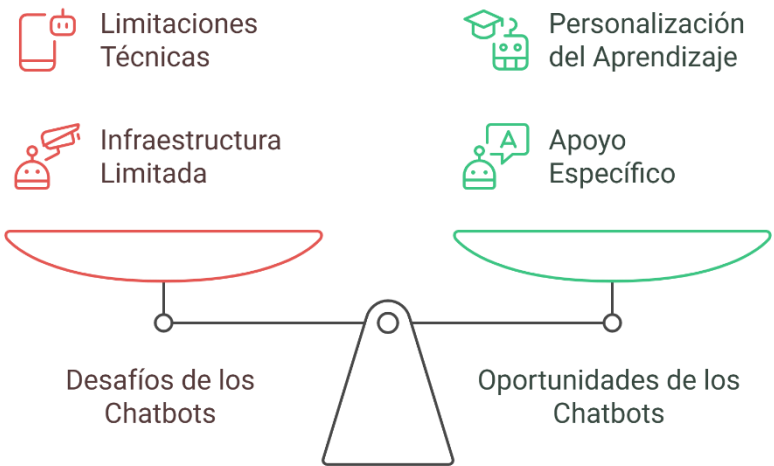 Limitaciones
Técnicas
Infraestructura
Limitada
Personalización
del Aprendizaje
A
Apoyo
Específico
Desafíos de los
Chatbots
Oportunidades de los
Chatbots